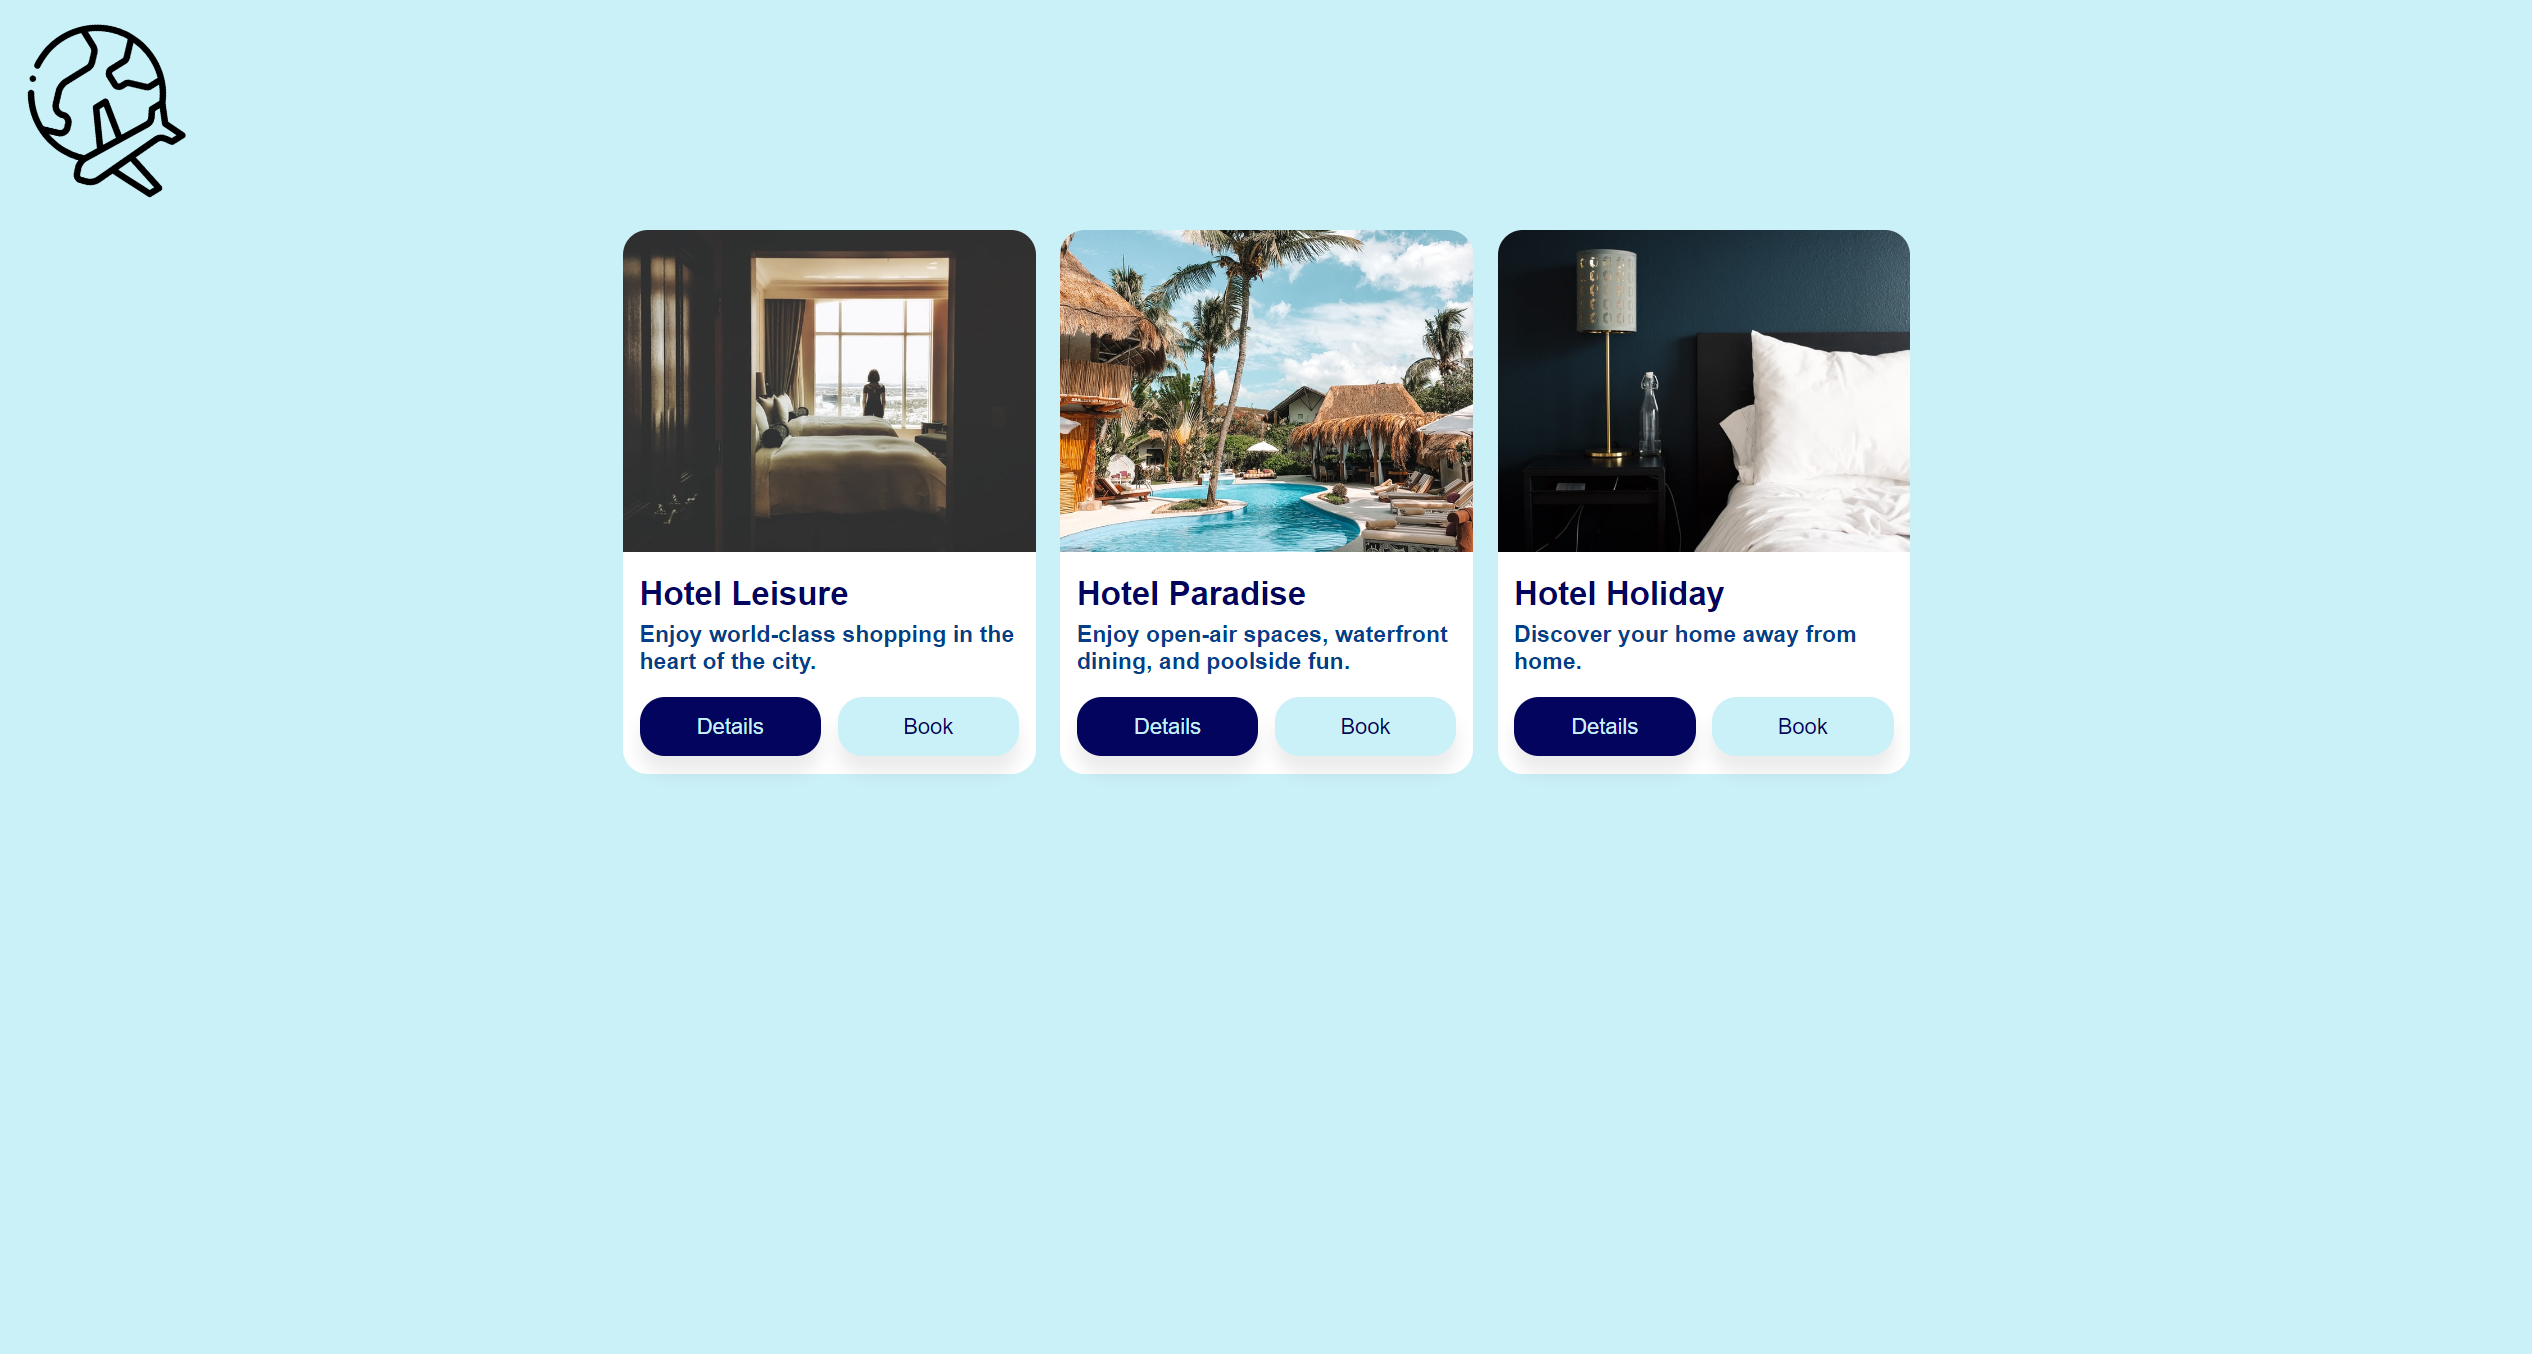 Hotel Leisure
Enjoy world-class shopping in the
heart of the city.
Details
Book
Hotel Paradise
Enjoy open-air spaces, waterfront
dining, and poolside fun.
Details
Book
Hotel Holiday
Discover your home away from
home.
Details
Book